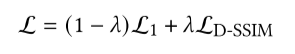 ℒ = (1 − λ)ℒ₁ + λℒ_D-SSIM